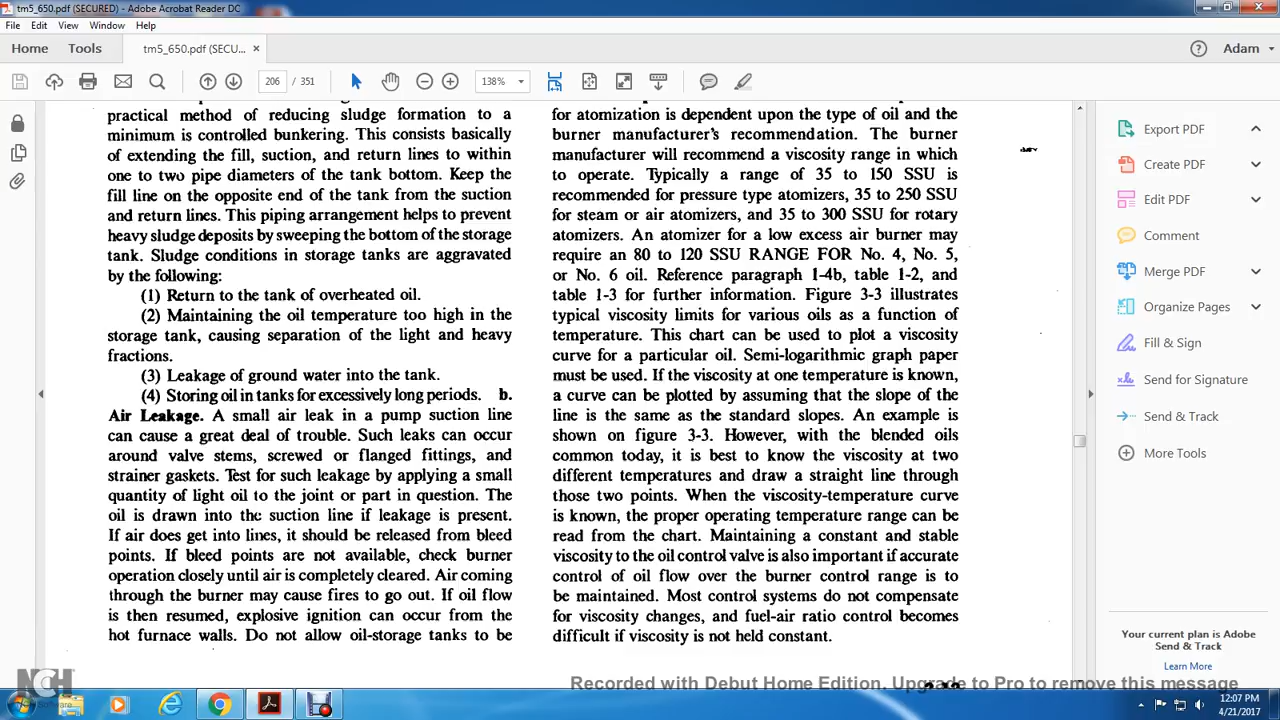 tm5_650.pdf (SECURED) - Adobe Acrobat Reader DC
File Edit View Window Help
Home Tools tm5_650.pdf (SECU... × Adam
206 / 351 138%
practical method of reducing sludge formation to a
minimum is controlled bunkering. This consists basically
of extending the fill, suction, and return lines to within
one to two pipe diameters of the tank bottom. Keep the
fill line on the opposite end of the tank from the suction
and return lines. This piping arrangement helps to prevent
heavy sludge deposits by sweeping the bottom of the storage
tank. Sludge conditions in storage tanks are aggravated
by the following:
(1) Return to the tank of overheated oil.
(2) Maintaining the oil temperature too high in the
storage tank, causing separation of the light and heavy
fractions.
(3) Leakage of ground water into the tank.
(4) Storing oil in tanks for excessively long periods. b.
Air Leakage. A small air leak in a pump suction line
can cause a great deal of trouble. Such leaks can occur
around valve stems, screwed or flanged fittings, and
strainer gaskets. Test for such leakage by applying a small
quantity of light oil to the joint or part in question. The
oil is drawn into the suction line if leakage is present.
If air does get into lines, it should be released from bleed
points. If bleed points are not available, check burner
operation closely until air is completely cleared. Air coming
through the burner may cause fires to go out. If oil flow
is then resumed, explosive ignition can occur from the
hot furnace walls. Do not allow oil-storage tanks to be
for atomization is dependent upon the type of oil and the
burner manufacturer's recommendation. The burner
manufacturer will recommend a viscosity range in which
to operate. Typically a range of 35 to 150 SSU is
recommended for pressure type atomizers, 35 to 250 SSU
for steam or air atomizers, and 35 to 300 SSU for rotary
atomizers. An atomizer for a low excess air burner may
require an 80 to 120 SSU RANGE FOR No. 4, No. 5,
or No. 6 oil. Reference paragraph 1-4b, table 1-2, and
table 1-3 for further information. Figure 3-3 illustrates
typical viscosity limits for various oils as a function of
temperature. This chart can be used to plot a viscosity
curve for a particular oil. Semi-logarithmic graph paper
must be used. If the viscosity at one temperature is known,
a curve can be plotted by assuming that the slope of the
line is the same as the standard slopes. An example is
shown on figure 3-3. However, with the blended oils
common today, it is best to know the viscosity at two
different temperatures and draw a straight line through
those two points. When the viscosity-temperature curve
is known, the proper operating temperature range can be
read from the chart. Maintaining a constant and stable
viscosity to the oil control valve is also important if accurate
control of oil flow over the burner control range is to
be maintained. Most control systems do not compensate
for viscosity changes, and fuel-air ratio control becomes
difficult if viscosity is not held constant.
Export PDF
Create PDF
Edit PDF
Comment
Merge PDF
Organize Pages
Fill & Sign
Send for Signature
Send & Track
More Tools
Your current plan is Adobe
Send & Track
Learn More
NCH
Software
Recorded with Debut Home Edition. Upgrade to Pro to remove this message
12:07 PM
4/21/2017